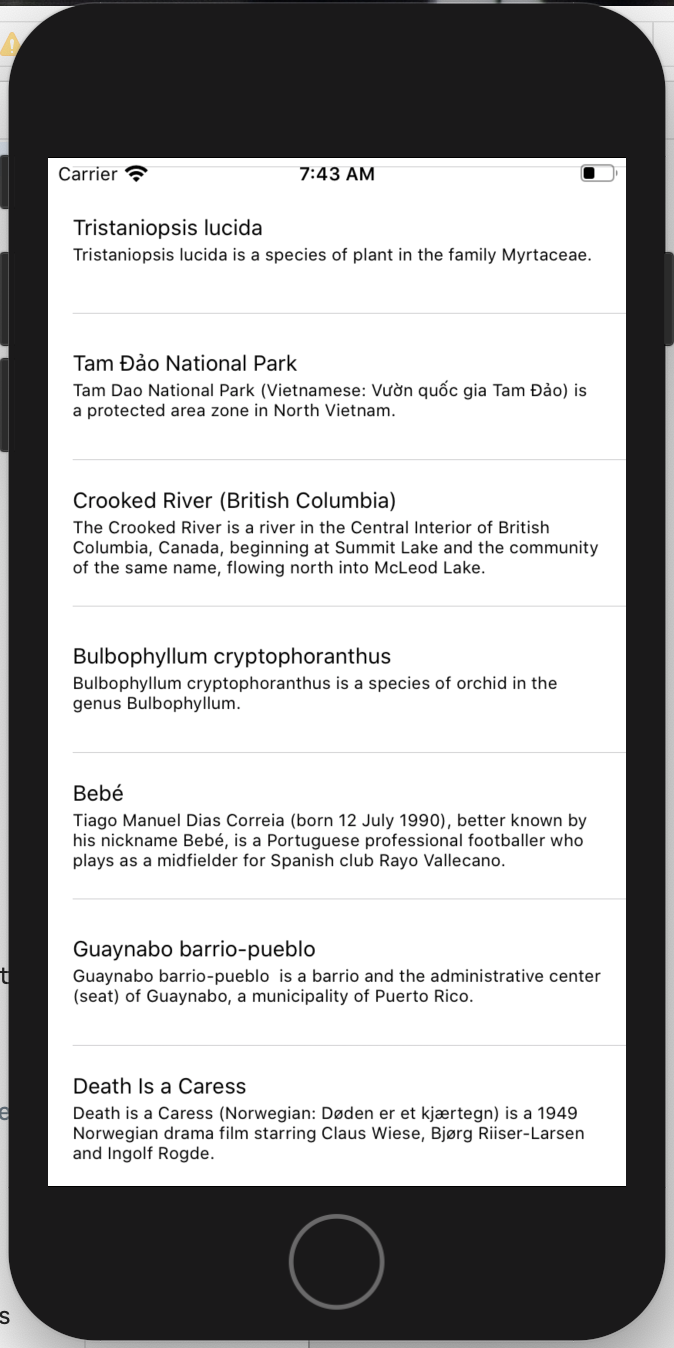 Carrier 7:43 AM
Tristaniopsis lucida
Tristaniopsis lucida is a species of plant in the family Myrtaceae.
Tam Đảo National Park
Tam Dao National Park (Vietnamese: Vườn quốc gia Tam Đảo) is
a protected area zone in North Vietnam.
Crooked River (British Columbia)
The Crooked River is a river in the Central Interior of British
Columbia, Canada, beginning at Summit Lake and the community
of the same name, flowing north into McLeod Lake.
Bulbophyllum cryptophoranthus
Bulbophyllum cryptophoranthus is a species of orchid in the
genus Bulbophyllum.
Bebé
Tiago Manuel Dias Correia (born 12 July 1990), better known by
his nickname Bebé, is a Portuguese professional footballer who
plays as a midfielder for Spanish club Rayo Vallecano.
Guaynabo barrio-pueblo
Guaynabo barrio-pueblo  is a barrio and the administrative center
(seat) of Guaynabo, a municipality of Puerto Rico.
Death Is a Caress
Death is a Caress (Norwegian: Døden er et kjærtegn) is a 1949
Norwegian drama film starring Claus Wiese, Bjørg Riiser-Larsen
and Ingolf Rogde.